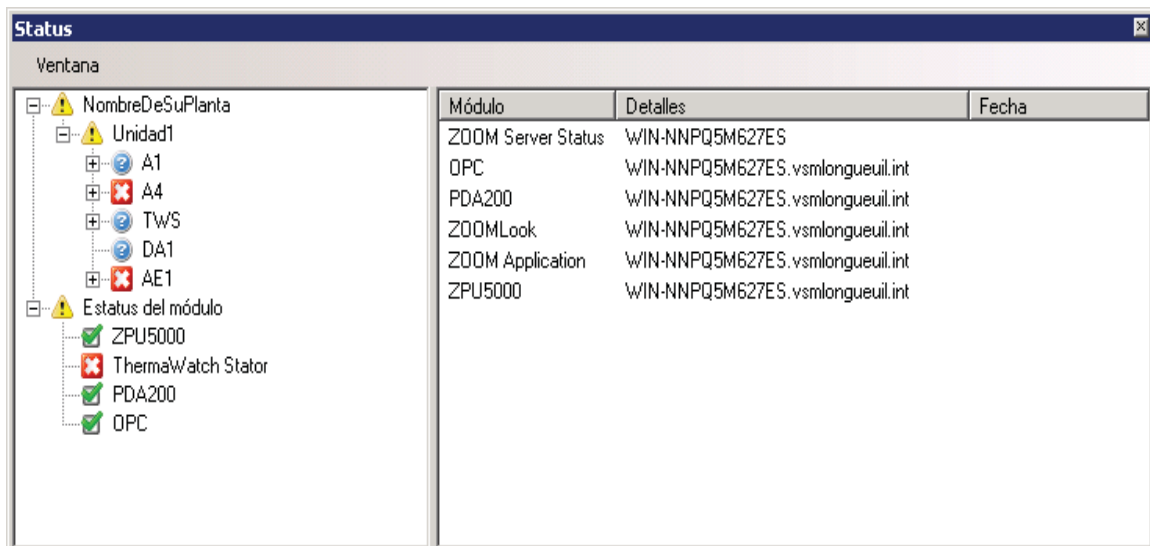 Status
Ventana
NombreDeSuPlanta
Unidad1
A1
A4
TWS
DA1
AE1
Estatus del módulo
ZPU5000
ThermaWatch Stator
PDA200
OPC
Módulo Detalles Fecha
ZOOM Server Status WIN-NNPQ5M627ES
OPC WIN-NNPQ5M627ES.vsmlongueuil.int
PDA200 WIN-NNPQ5M627ES.vsmlongueuil.int
ZOOMLook WIN-NNPQ5M627ES.vsmlongueuil.int
ZOOM Application WIN-NNPQ5M627ES.vsmlongueuil.int
ZPU5000 WIN-NNPQ5M627ES.vsmlongueuil.int